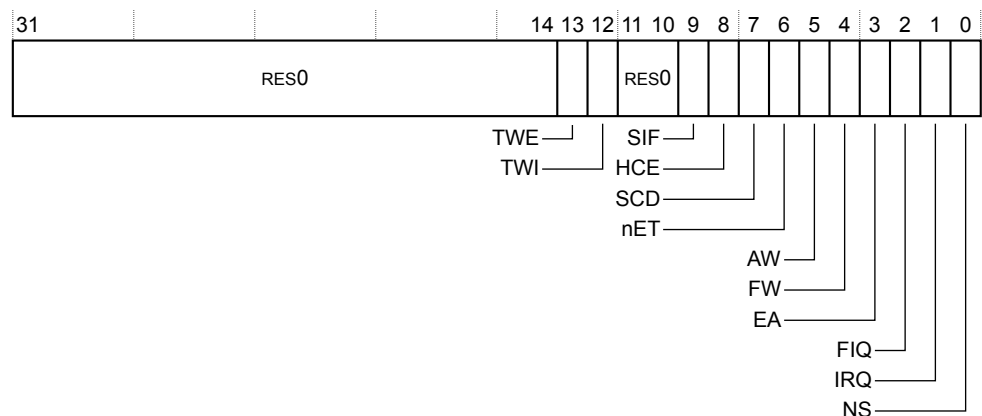 31 14 13 12 11 10 9 8 7 6 5 4 3 2 1 0
RES0 RES0
TWE SIF
TWI HCE
SCD
nET
AW
FW
EA
FIQ
IRQ
NS